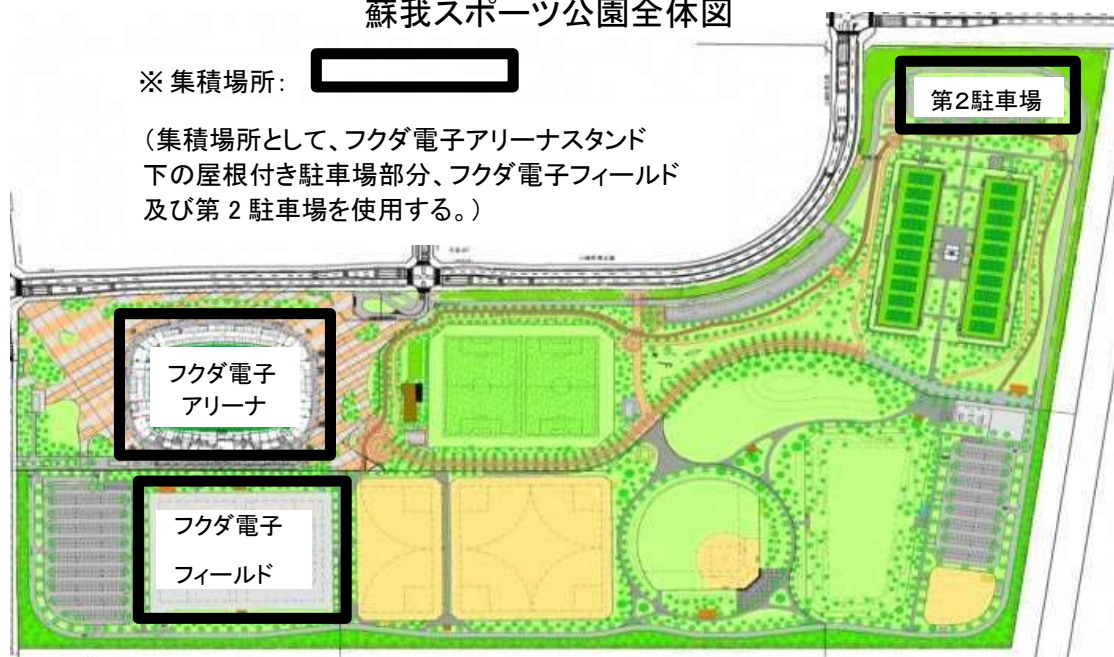 蘇我スポーツ公園全体図
※ 集積場所:
（集積場所として、フクダ電子アリーナスタンド
下の屋根付き駐車場部分、フクダ電子フィールド
及び第 2 駐車場を使用する。）
第2駐車場
フクダ電子
アリーナ
フクダ電子
フィールド